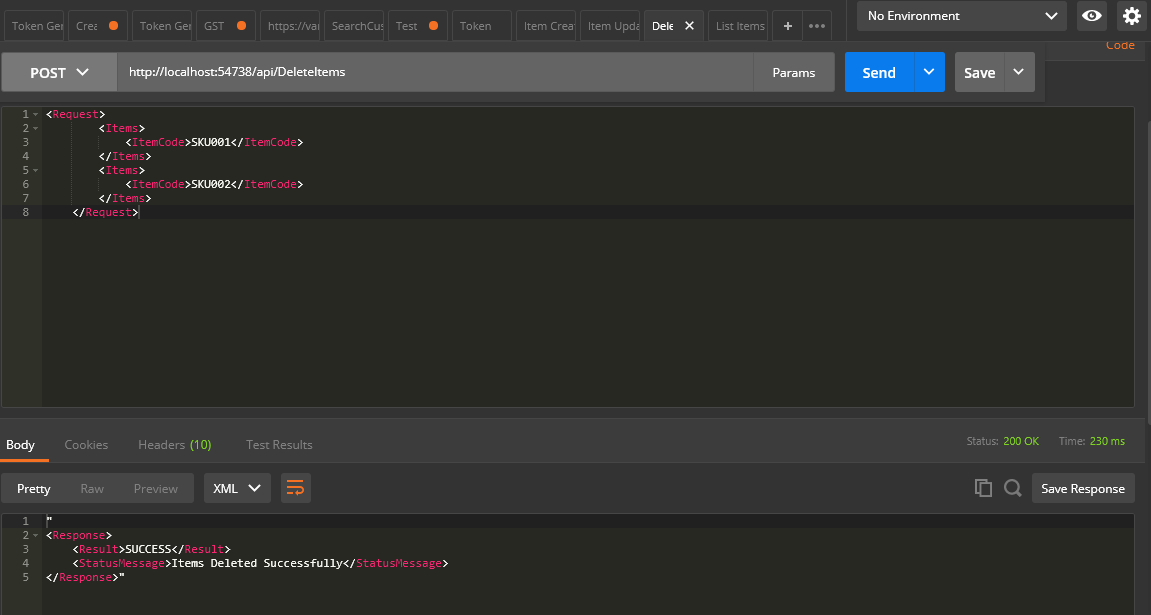 Token Ger Crea Token Ger GST https://var SearchCus Test Token Item Creat Item Upda Dele List Items + ••• No Environment
Code
POST http://localhost:54738/api/DeleteItems Params Send Save
1 <Request>
2 <Items>
3 <ItemCode>SKU001</ItemCode>
4 </Items>
5 <Items>
6 <ItemCode>SKU002</ItemCode>
7 </Items>
8 </Request>
Body Cookies Headers (10) Test Results Status: 200 OK Time: 230 ms
Pretty Raw Preview XML Save Response
1 "
2 <Response>
3 <Result>SUCCESS</Result>
4 <StatusMessage>Items Deleted Successfully</StatusMessage>
5 </Response>"